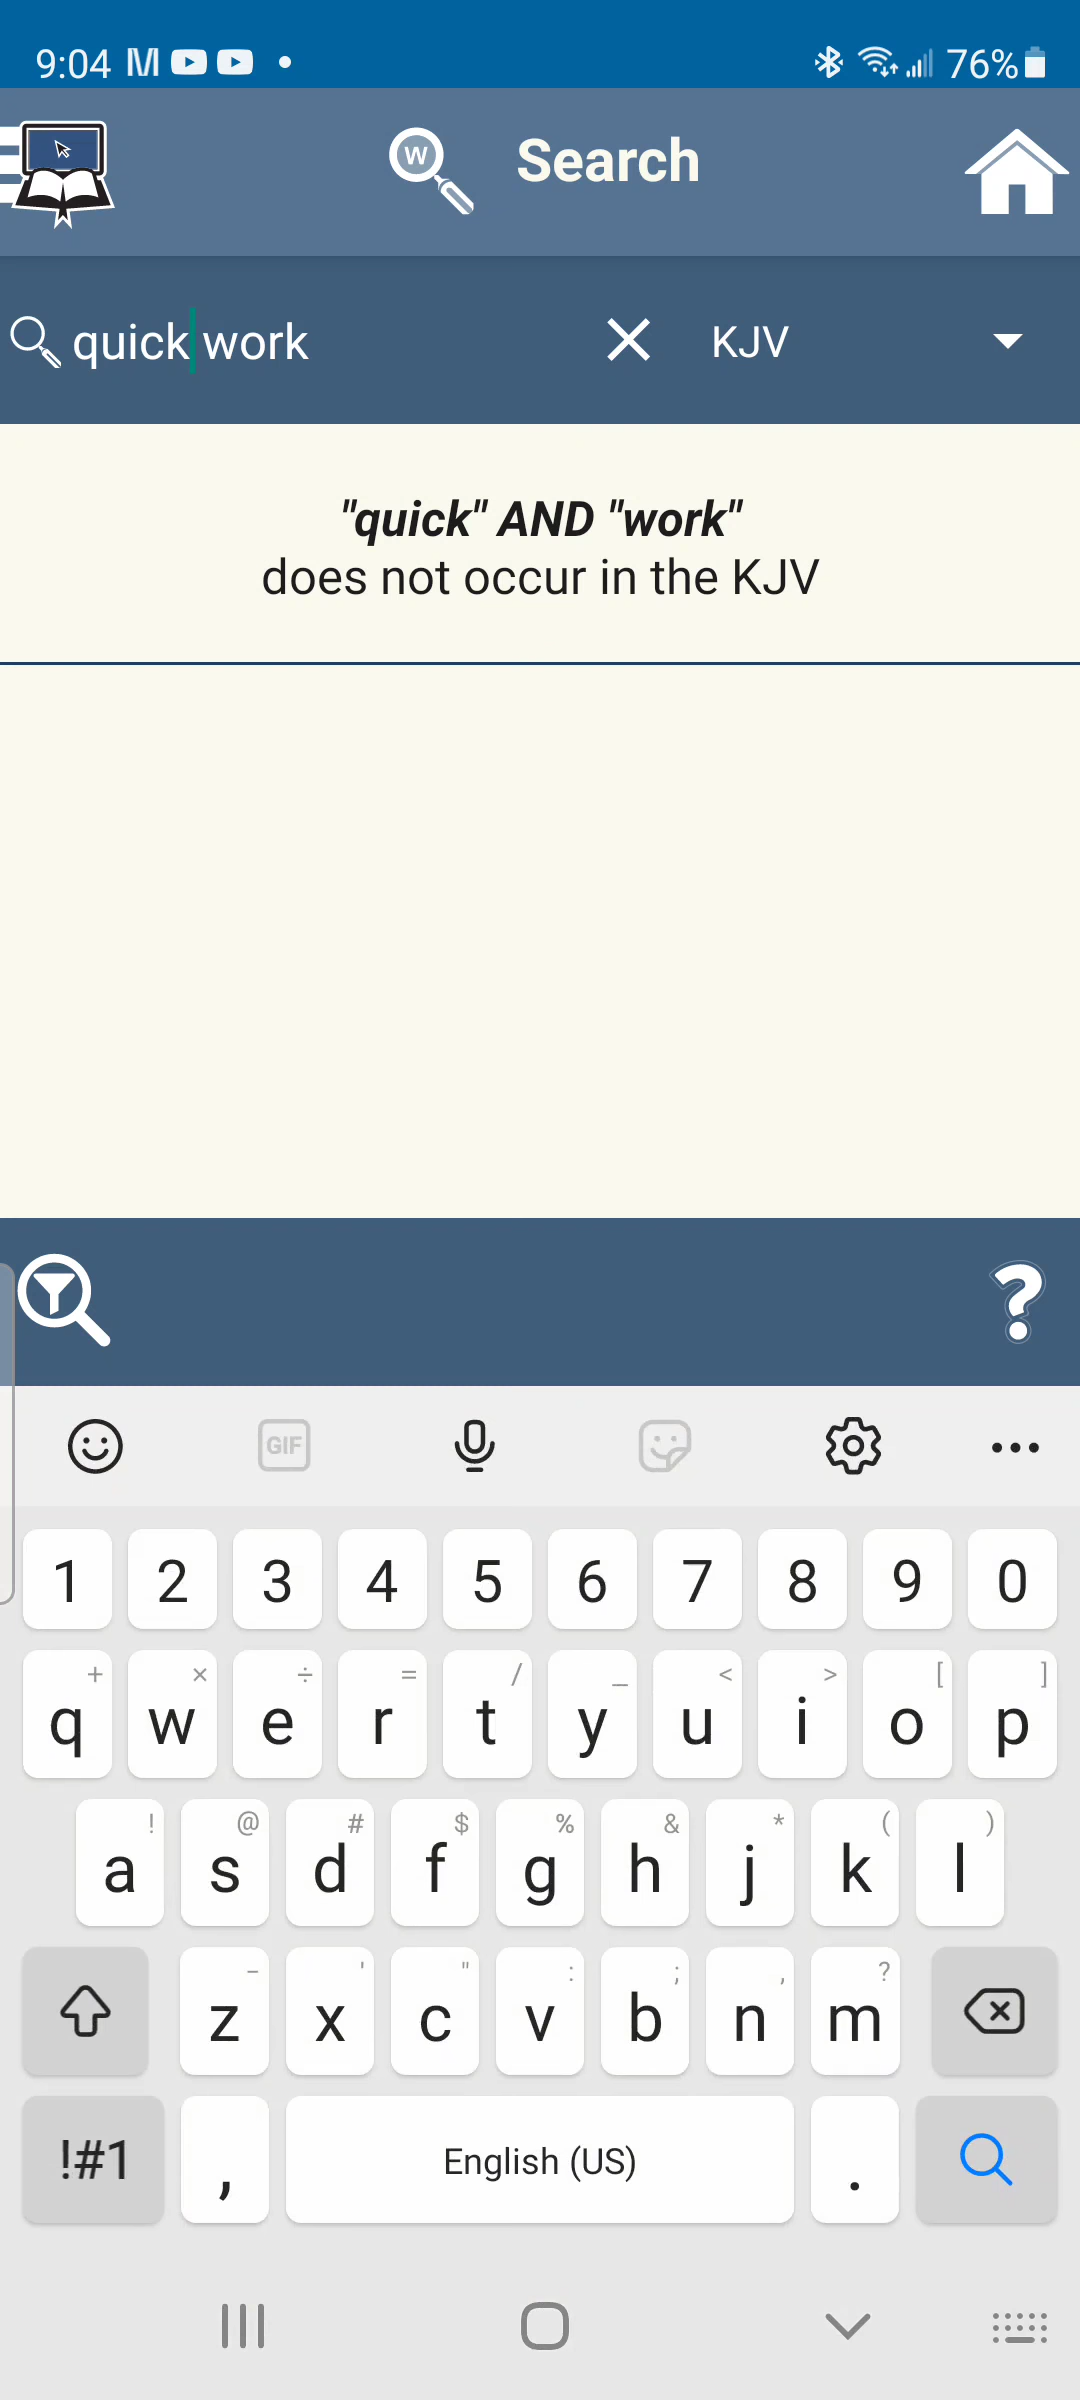 9:04 76%
W Search
quick work KJV
"quick" AND "work"
does not occur in the KJV
GIF
1 2 3 4 5 6 7 8 9 0
+ × ÷ = / _ < > [ ]
q w e r t y u i o p
! @ # $ % & * ( )
a s d f g h j k l
- ' " : ; , ?
z x c v b n m
!#1 , English (US) .